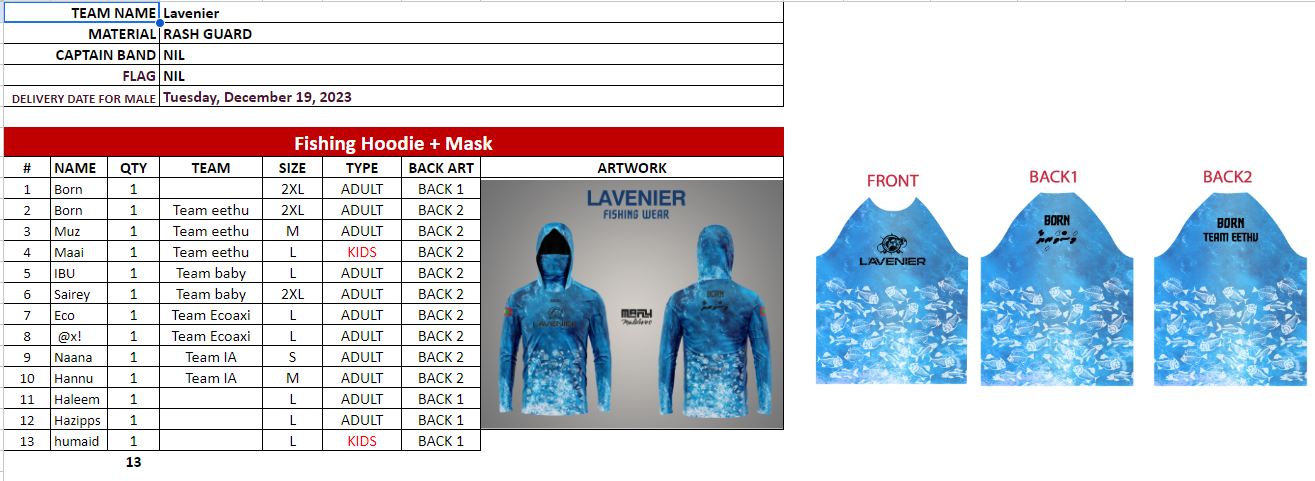 TEAM NAME Lavenier
MATERIAL RASH GUARD
CAPTAIN BAND NIL
FLAG NIL
DELIVERY DATE FOR MALE Tuesday, December 19, 2023
Fishing Hoodie + Mask
# NAME QTY TEAM SIZE TYPE BACK ART ARTWORK
1 Born 1 2XL ADULT BACK 1
2 Born 1 Team eethu 2XL ADULT BACK 2
3 Muz 1 Team eethu M ADULT BACK 2
4 Maai 1 Team eethu L KIDS BACK 2
5 IBU 1 Team baby L ADULT BACK 2
6 Sairey 1 Team baby 2XL ADULT BACK 2
7 Eco 1 Team Ecoaxi L ADULT BACK 2
8 @x! 1 Team Ecoaxi L ADULT BACK 2
9 Naana 1 Team IA S ADULT BACK 2
10 Hannu 1 Team IA M ADULT BACK 2
11 Haleem 1 L ADULT BACK 1
12 Hazipps 1 L ADULT BACK 1
13 humaid 1 L KIDS BACK 1
13
LAVENIER
FISHING WEAR
LAVENIER
BORN
Maldives
FRONT
LAVENIER
BACK1
BORN
BACK2
BORN
TEAM EETHU